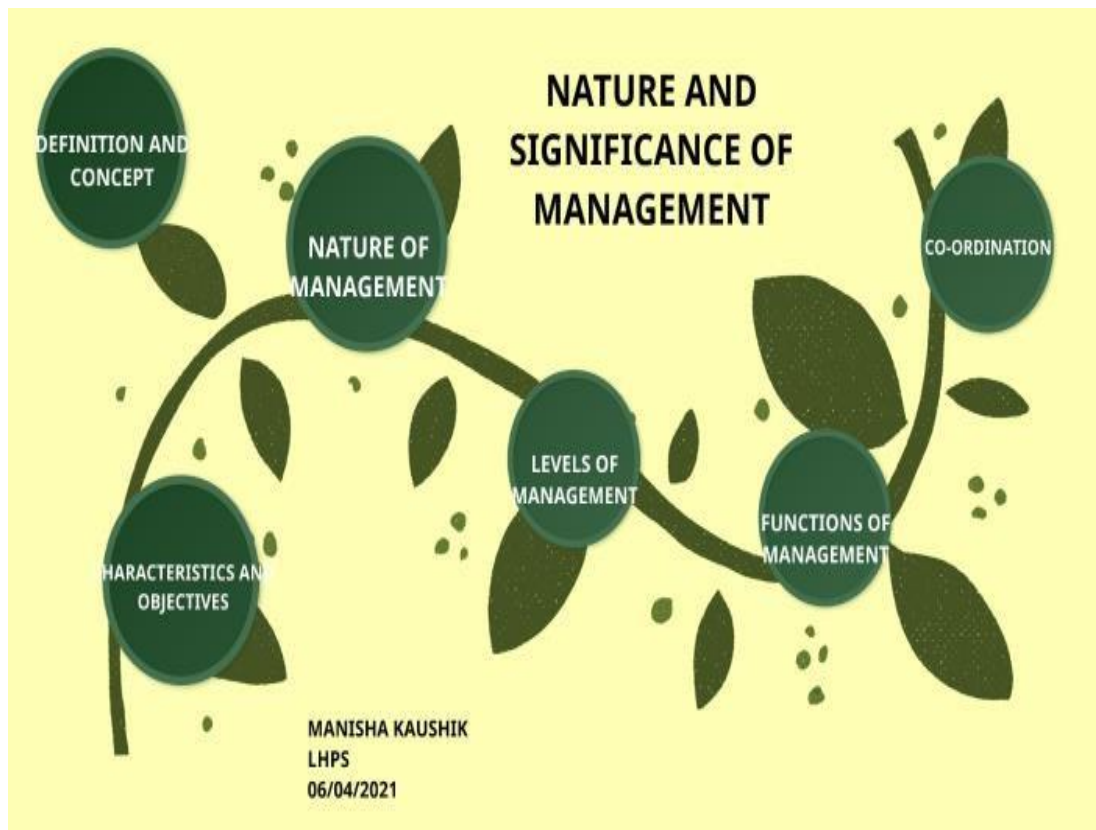 NATURE AND
SIGNIFICANCE OF
MANAGEMENT
DEFINITION AND
CONCEPT
NATURE OF
MANAGEMENT
CO-ORDINATION
LEVELS OF
MANAGEMENT
FUNCTIONS OF
MANAGEMENT
HARACTERISTICS AND
OBJECTIVES
MANISHA KAUSHIK
LHPS
06/04/2021